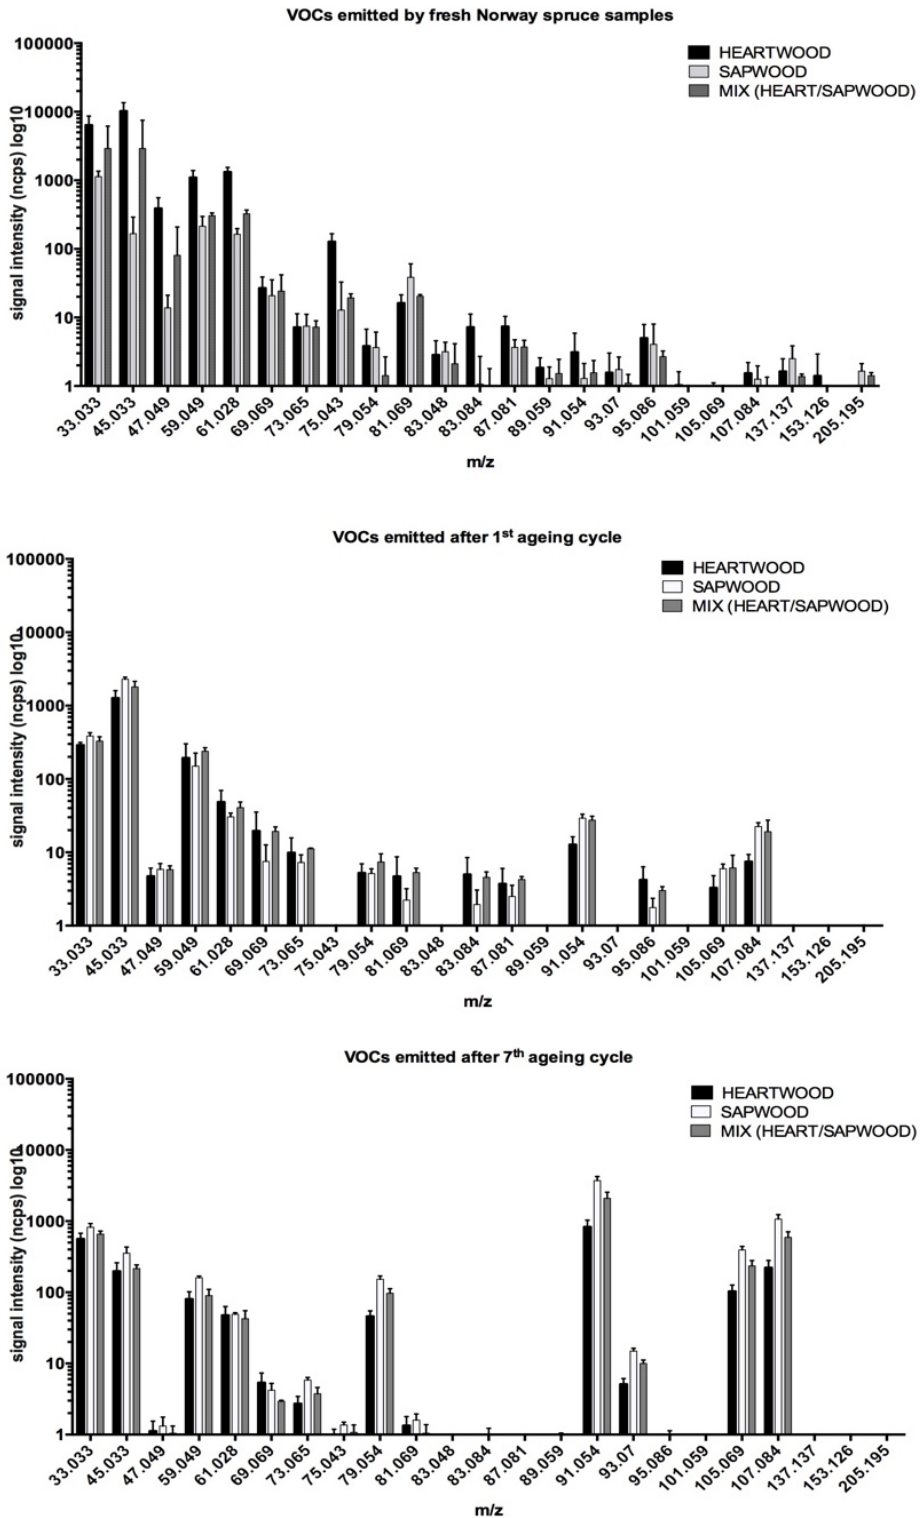 VOCs emitted by fresh Norway spruce samples
100000
10000
1000
100
10
1
signal intensity (ncps) log10
HEARTWOOD
SAPWOOD
MIX (HEART/SAPWOOD)
33.033 45.033 47.049 59.049 61.028 69.069 73.065 75.043 79.054 81.069 83.048 83.084 87.081 89.059 91.054 93.07 95.086 101.059 105.069 107.084 137.137 153.126 205.195
m/z
VOCs emitted after 1st ageing cycle
100000
10000
1000
100
10
1
signal intensity (ncps) log10
HEARTWOOD
SAPWOOD
MIX (HEART/SAPWOOD)
33.033 45.033 47.049 59.049 61.028 69.069 73.065 75.043 79.054 81.069 83.048 83.084 87.081 89.059 91.054 93.07 95.086 101.059 105.069 107.084 137.137 153.126 205.195
m/z
VOCs emitted after 7th ageing cycle
100000
10000
1000
100
10
1
signal intensity (ncps) log10
HEARTWOOD
SAPWOOD
MIX (HEART/SAPWOOD)
33.033 45.033 47.049 59.049 61.028 69.069 73.065 75.043 79.054 81.069 83.048 83.084 87.081 89.059 91.054 93.07 95.086 101.059 105.069 107.084 137.137 153.126 205.195
m/z